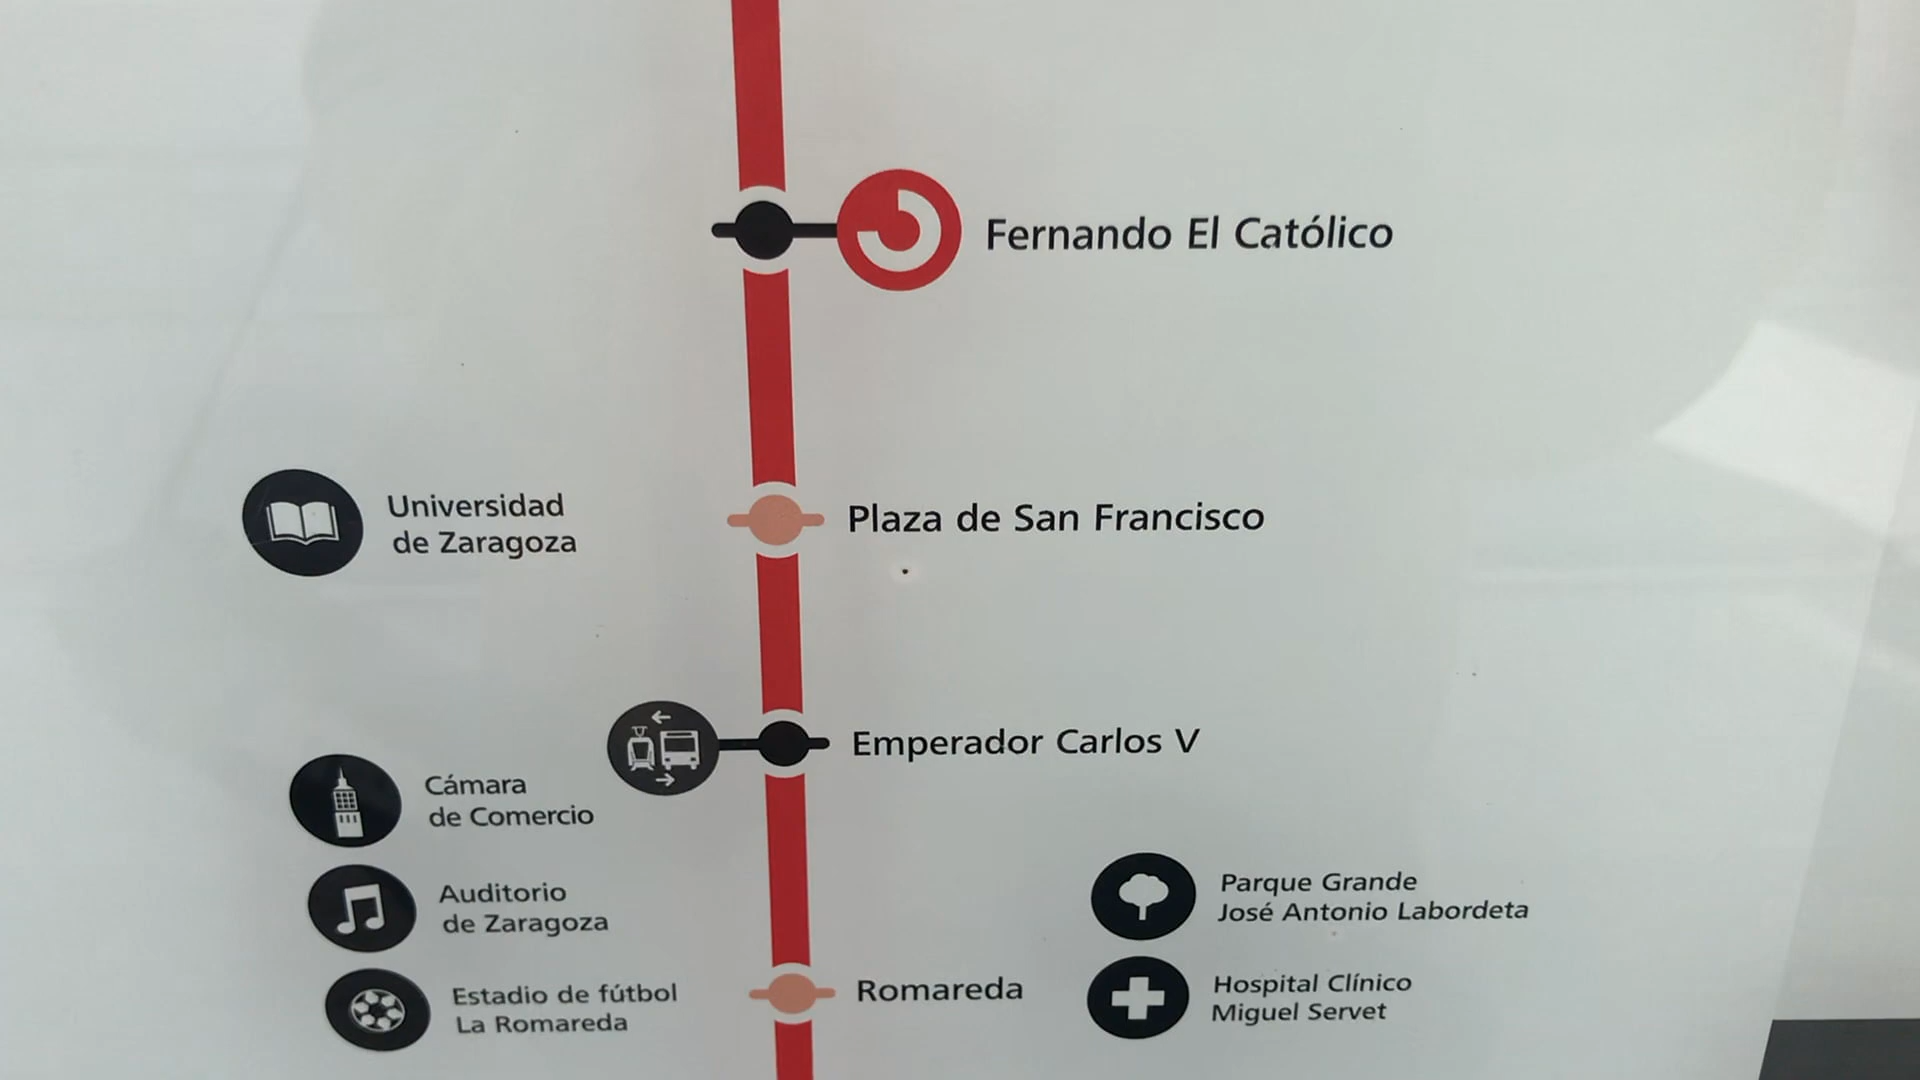 Fernando El Católico
Universidad
de Zaragoza
Plaza de San Francisco
Emperador Carlos V
Cámara
de Comercio
Auditorio
de Zaragoza
Parque Grande
José Antonio Labordeta
Estadio de fútbol
La Romareda
Romareda
Hospital Clínico
Miguel Servet